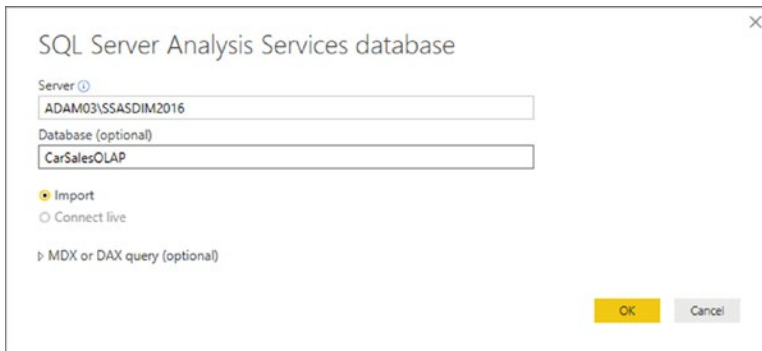 SQL Server Analysis Services database
Server
ADAM03\SSASDIM2016
Database (optional)
CarSalesOLAP
Import
Connect live
MDX or DAX query (optional)
OK Cancel